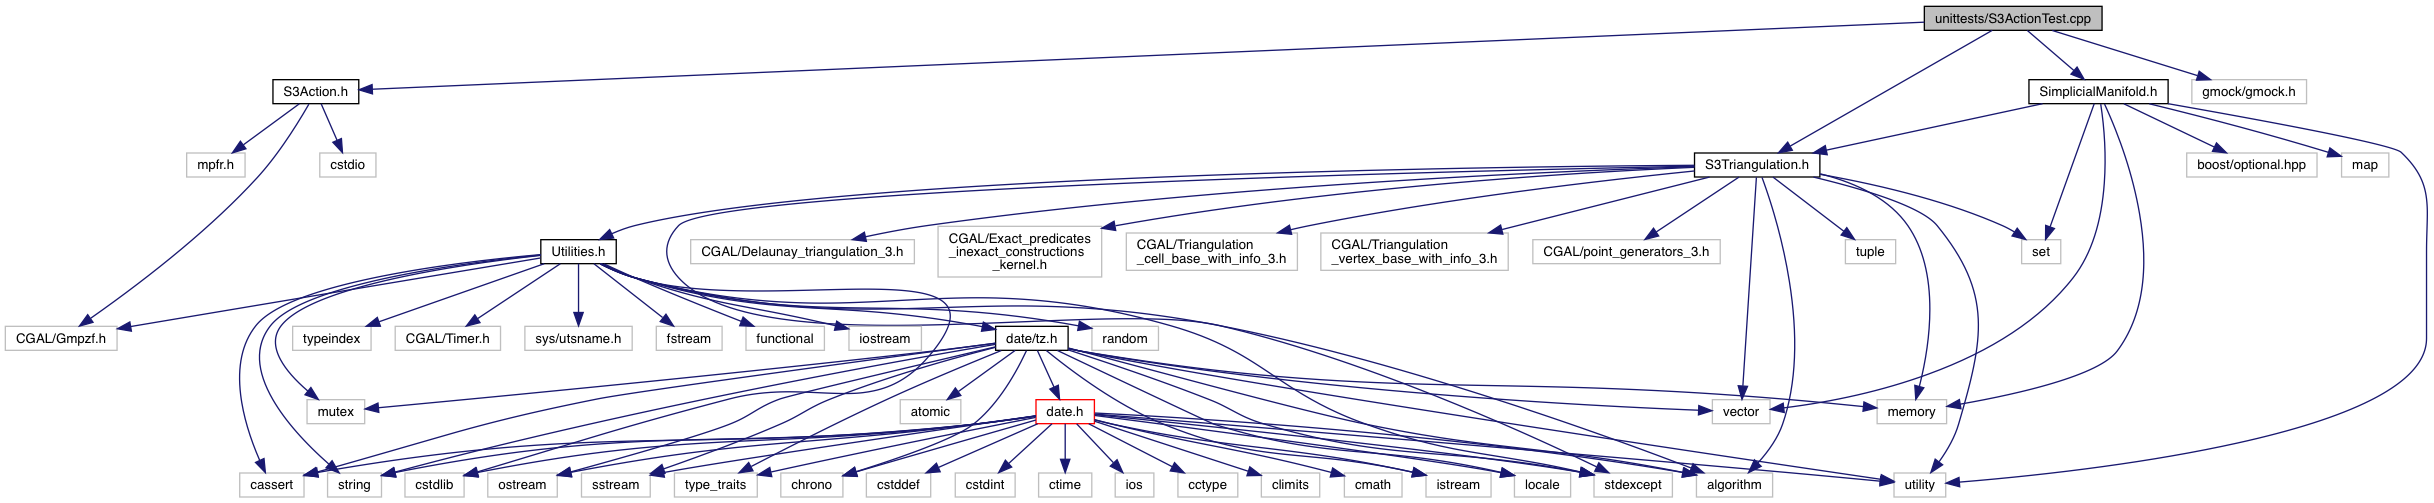 unittests/S3ActionTest.cpp
S3Action.h
SimplicialManifold.h
gmock/gmock.h
mpfr.h
cstdio
S3Triangulation.h
boost/optional.hpp
map
Utilities.h
CGAL/Delaunay_triangulation_3.h
CGAL/Exact_predicates
_inexact_constructions
_kernel.h
CGAL/Triangulation
_cell_base_with_info_3.h
CGAL/Triangulation
_vertex_base_with_info_3.h
CGAL/point_generators_3.h
tuple
set
CGAL/Gmpzf.h
typeindex
CGAL/Timer.h
sys/utsname.h
fstream
functional
iostream
date/tz.h
random
mutex
atomic
date.h
vector
memory
cassert
string
cstdlib
ostream
sstream
type_traits
chrono
cstddef
cstdint
ctime
ios
cctype
climits
cmath
istream
locale
stdexcept
algorithm
utility